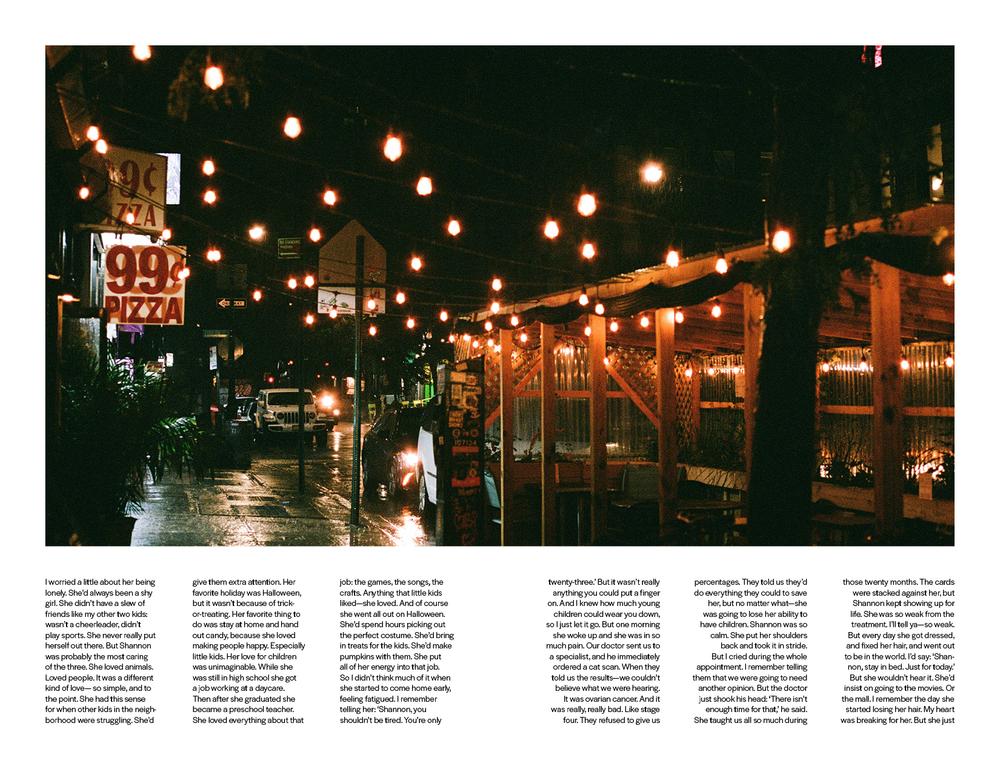 9¢
IZZA
99¢
PIZZA
I worried a little about her being
lonely. She'd always been a shy
girl. She didn't have a slew of
friends like my other two kids:
wasn't a cheerleader, didn't
play sports. She never really put
herself out there. But Shannon
was probably the most caring
of the three. She loved animals.
Loved people. It was a different
kind of love— so simple, and to
the point. She had this sense
for when other kids in the neigh-
borhood were struggling. She'd
give them extra attention. Her
favorite holiday was Halloween,
but it wasn't because of trick-
or-treating. Her favorite thing to
do was stay at home and hand
out candy, because she loved
making people happy. Especially
little kids. Her love for children
was unimaginable. While she
was still in high school she got
a job working at a daycare.
Then after she graduated she
became a preschool teacher.
She loved everything about that
job: the games, the songs, the
crafts. Anything that little kids
liked—she loved. And of course
she went all out on Halloween.
She'd spend hours picking out
the perfect costume. She'd bring
in treats for the kids. She'd make
pumpkins with them. She put
all of her energy into that job.
So I didn't think much of it when
she started to come home early,
feeling fatigued. I remember
telling her: 'Shannon, you
shouldn't be tired. You're only
twenty-three.' But it wasn't really
anything you could put a finger
on. And I knew how much young
children could wear you down,
so I just let it go. But one morning
she woke up and she was in so
much pain. Our doctor sent us to
a specialist, and he immediately
ordered a cat scan. When they
told us the results—we couldn't
believe what we were hearing.
It was ovarian cancer. And it
was really, really bad. Like stage
four. They refused to give us
percentages. They told us they'd
do everything they could to save
her, but no matter what—she
was going to lose her ability to
have children. Shannon was so
calm. She put her shoulders
back and took it in stride.
But I cried during the whole
appointment. I remember telling
them that we were going to need
another opinion. But the doctor
just shook his head: 'There isn't
enough time for that,' he said.
She taught us all so much during
those twenty months. The cards
were stacked against her, but
Shannon kept showing up for
life. She was so weak from the
treatment. I'll tell ya—so weak.
But every day she got dressed,
and fixed her hair, and went out
to be in the world. I'd say: 'Shan-
non, stay in bed. Just for today.'
But she wouldn't hear it. She'd
insist on going to the movies. Or
the mall. I remember the day she
started losing her hair. My heart
was breaking for her. But she just